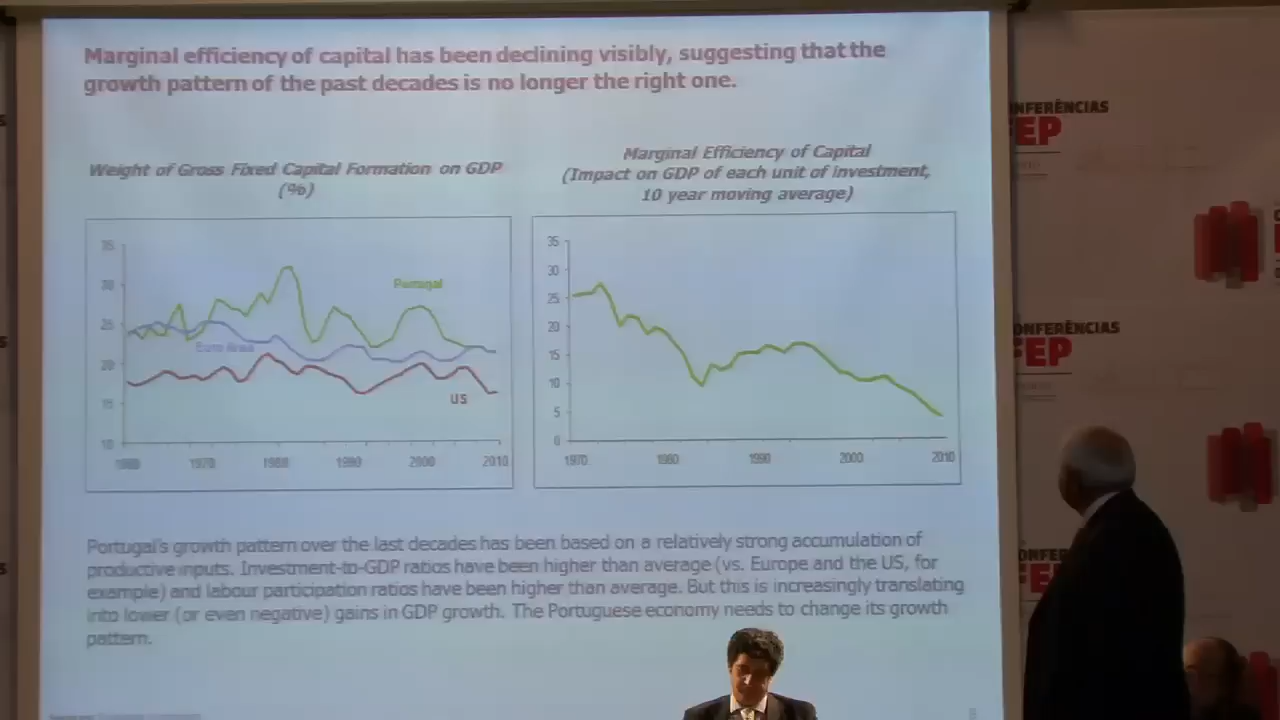 Marginal efficiency of capital has been declining visibly, suggesting that the
growth pattern of the past decades is no longer the right one.
Weight of Gross Fixed Capital Formation on GDP
(%)
35
30
25
20
15
10
Portugal
Euro Area
US
1960 1970 1980 1990 2000 2010
Marginal Efficiency of Capital
(Impact on GDP of each unit of investment,
10 year moving average)
35
30
25
20
15
10
5
0
1970 1980 1990 2000 2010
Portugal's growth pattern over the last decades has been based on a relatively strong accumulation of
productive inputs. Investment-to-GDP ratios have been higher than average (vs. Europe and the US, for
example) and labour participation ratios have been higher than average. But this is increasingly translating
into lower (or even negative) gains in GDP growth. The Portuguese economy needs to change its growth
pattern.
ONFERÊNCIAS
FEP
ONFERÊNCIAS
FEP
ONFER
FE